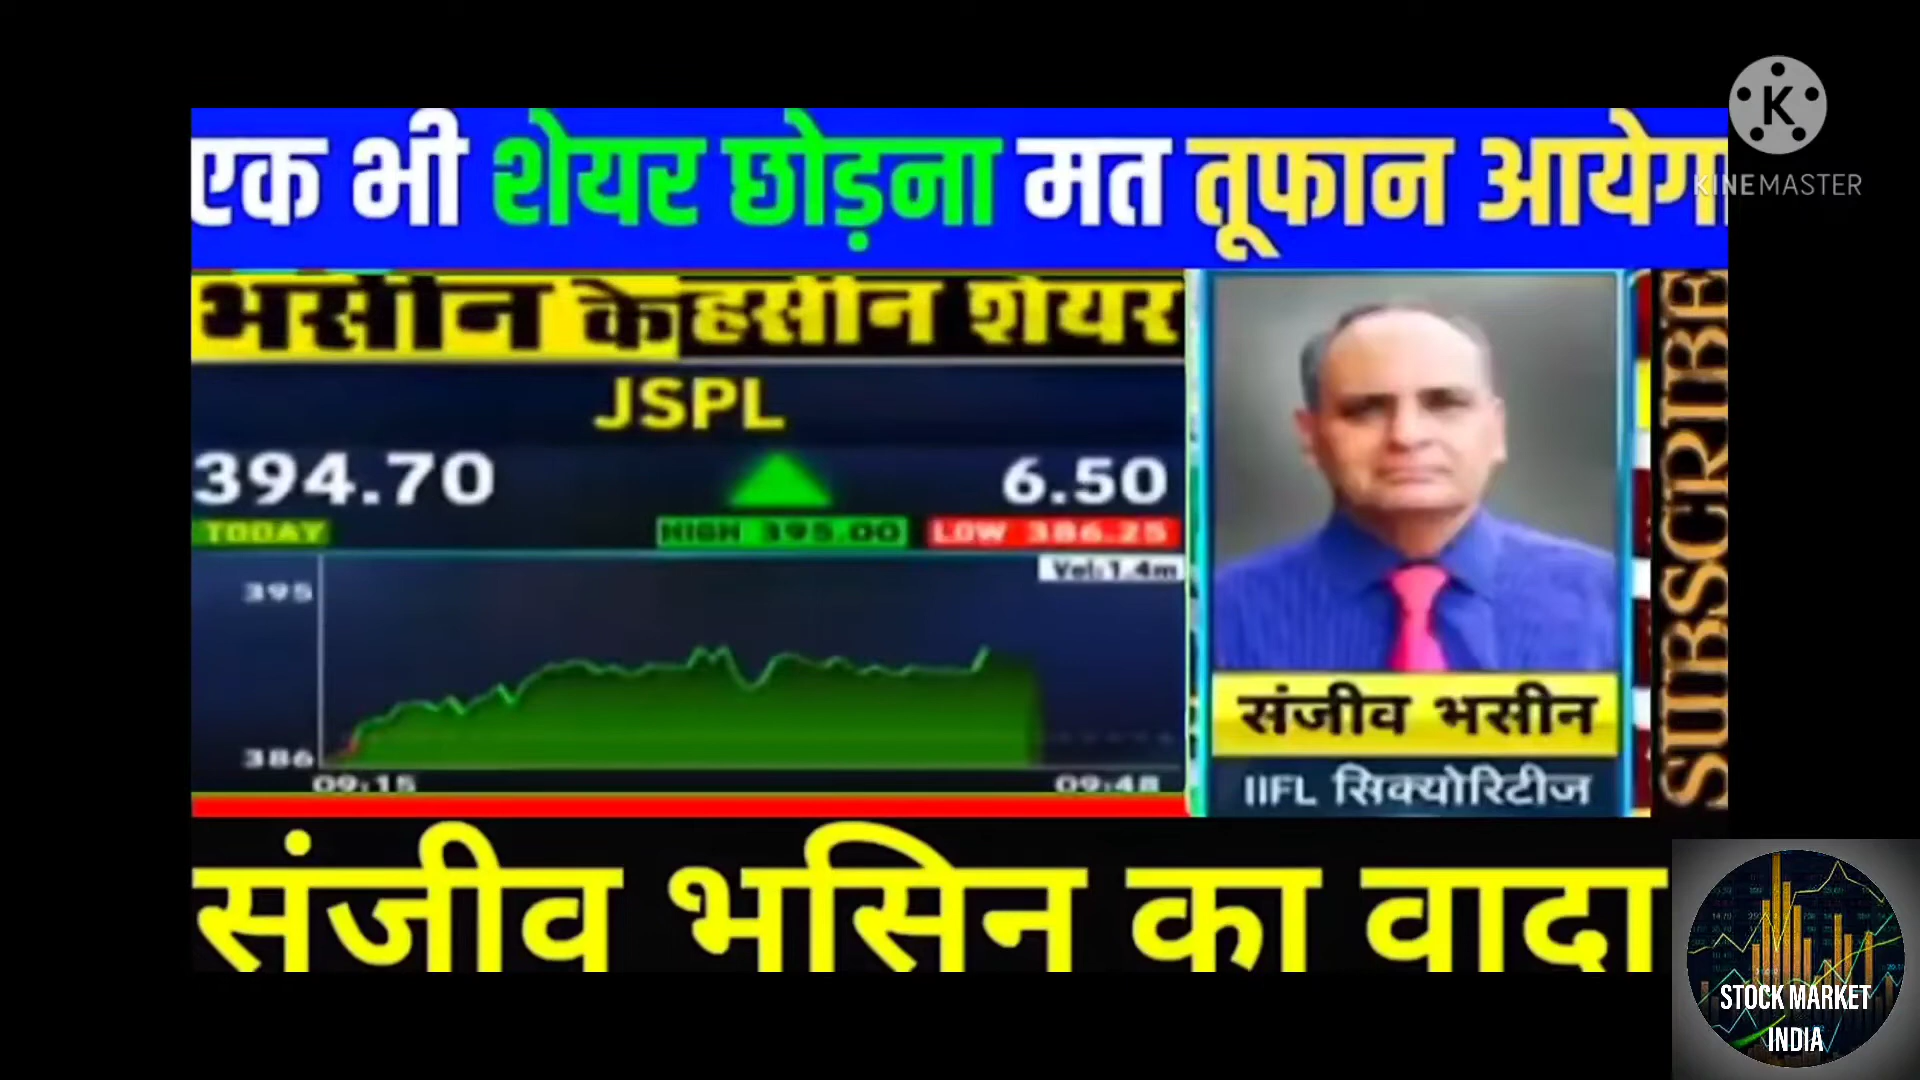 K
KINEMASTER
एक भी शेयर छोड़ना मत तूफान आयेगा
भसीन के हसीन शेयर
JSPL
394.70
6.50
TODAY
HIGH 395.00
LOW 386.25
Vol:1.4m
395
386
09:15
09:48
संजीव भसीन
IIFL सिक्योरिटीज
SUBSCRIBE
संजीव भसिन का वादा
STOCK MARKET
INDIA